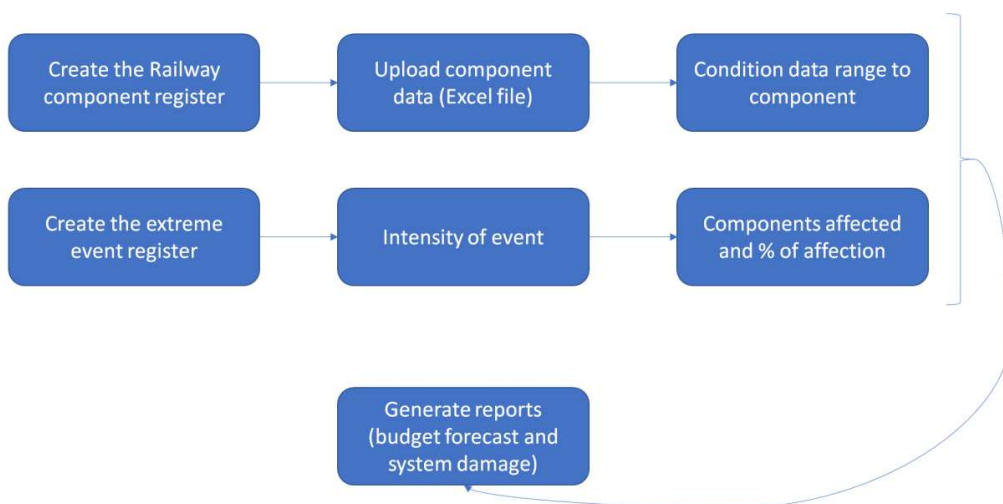 Create the Railway
component register
Upload component
data (Excel file)
Condition data range to
component
Create the extreme
event register
Intensity of event
Components affected
and % of affection
Generate reports
(budget forecast and
system damage)